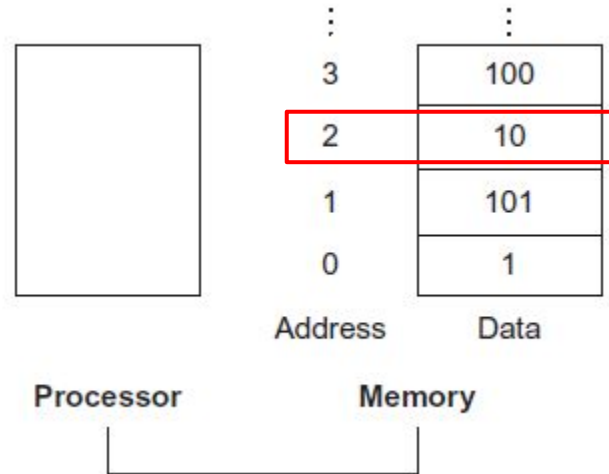 ⋮ ⋮
3 100
2 10
1 101
0 1
Address Data
Processor Memory